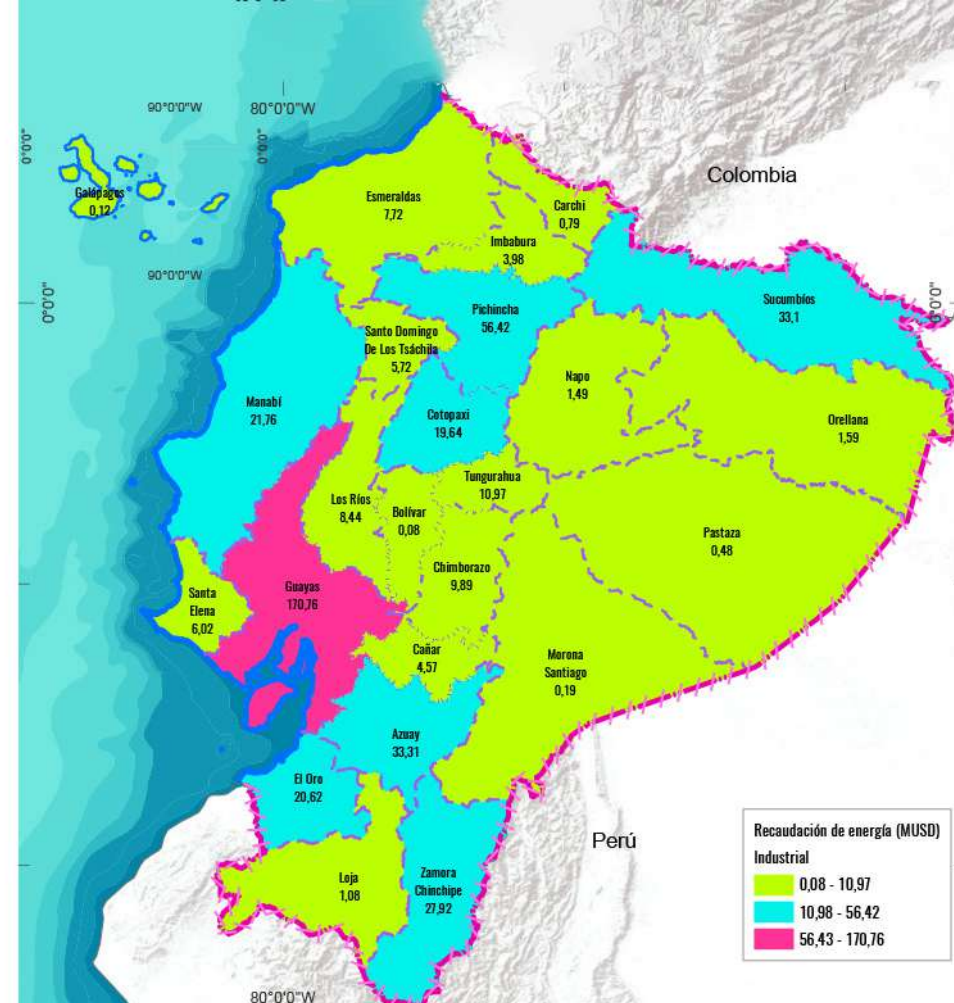 90°0'0"W
80°0'0"W
0°0'0"
0°0'0"
Colombia
Galápagos
0,12
Esmeraldas
7,72
Carchi
0,79
Imbabura
3,98
90°0'0"W
0°0'0"
Sucumbíos
33,1
Pichincha
56,42
Santo Domingo
De Los Tsáchila
5,72
Napo
1,49
Manabí
21,76
Cotopaxi
19,64
Orellana
1,59
Tungurahua
10,97
Los Ríos
8,44
Bolívar
0,08
Pastaza
0,48
Chimborazo
9,89
Santa
Elena
6,02
Guayas
170,76
Cañar
4,57
Morona
Santiago
0,19
Azuay
33,31
El Oro
20,62
Perú
Loja
1,08
Zamora
Chinchipe
27,92
Recaudación de energía (MUSD)
Industrial
0,08 - 10,97
10,98 - 56,42
56,43 - 170,76
80°0'0"W